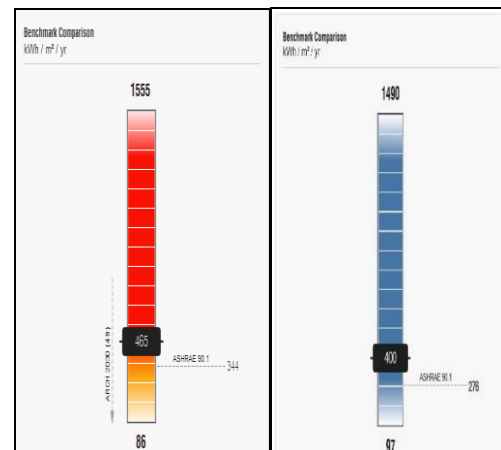 Benchmark Comparison
kWh / m² / yr
1555
465
ASHRAE 90.1
344
ARCH 2030 (49)
86
Benchmark Comparison
kWh / m² / yr
1490
400
ASHRAE 90.1
276
97